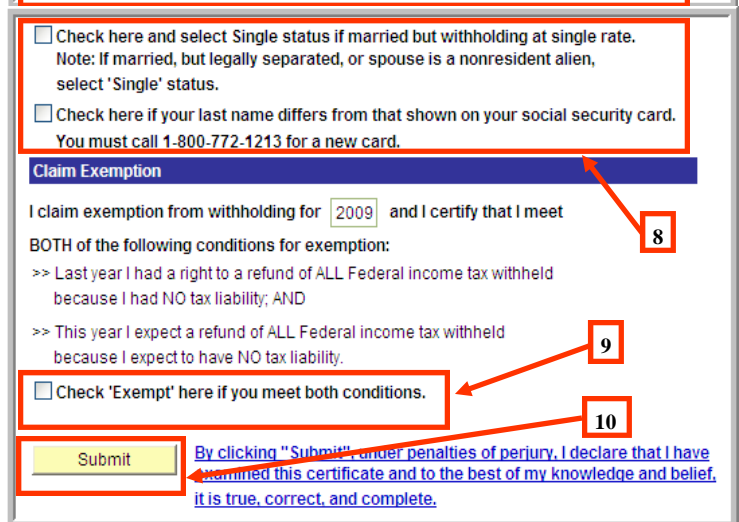 Check here and select Single status if married but withholding at single rate.
Note: If married, but legally separated, or spouse is a nonresident alien,
select 'Single' status.
Check here if your last name differs from that shown on your social security card.
You must call 1-800-772-1213 for a new card.
Claim Exemption
I claim exemption from withholding for 2009 and I certify that I meet
8
BOTH of the following conditions for exemption:
>> Last year I had a right to a refund of ALL Federal income tax withheld
because I had NO tax liability; AND
>> This year I expect a refund of ALL Federal income tax withheld
because I expect to have NO tax liability.
9
Check 'Exempt' here if you meet both conditions.
10
Submit
By clicking "Submit", under penalties of perjury, I declare that I have
examined this certificate and to the best of my knowledge and belief,
it is true, correct, and complete.